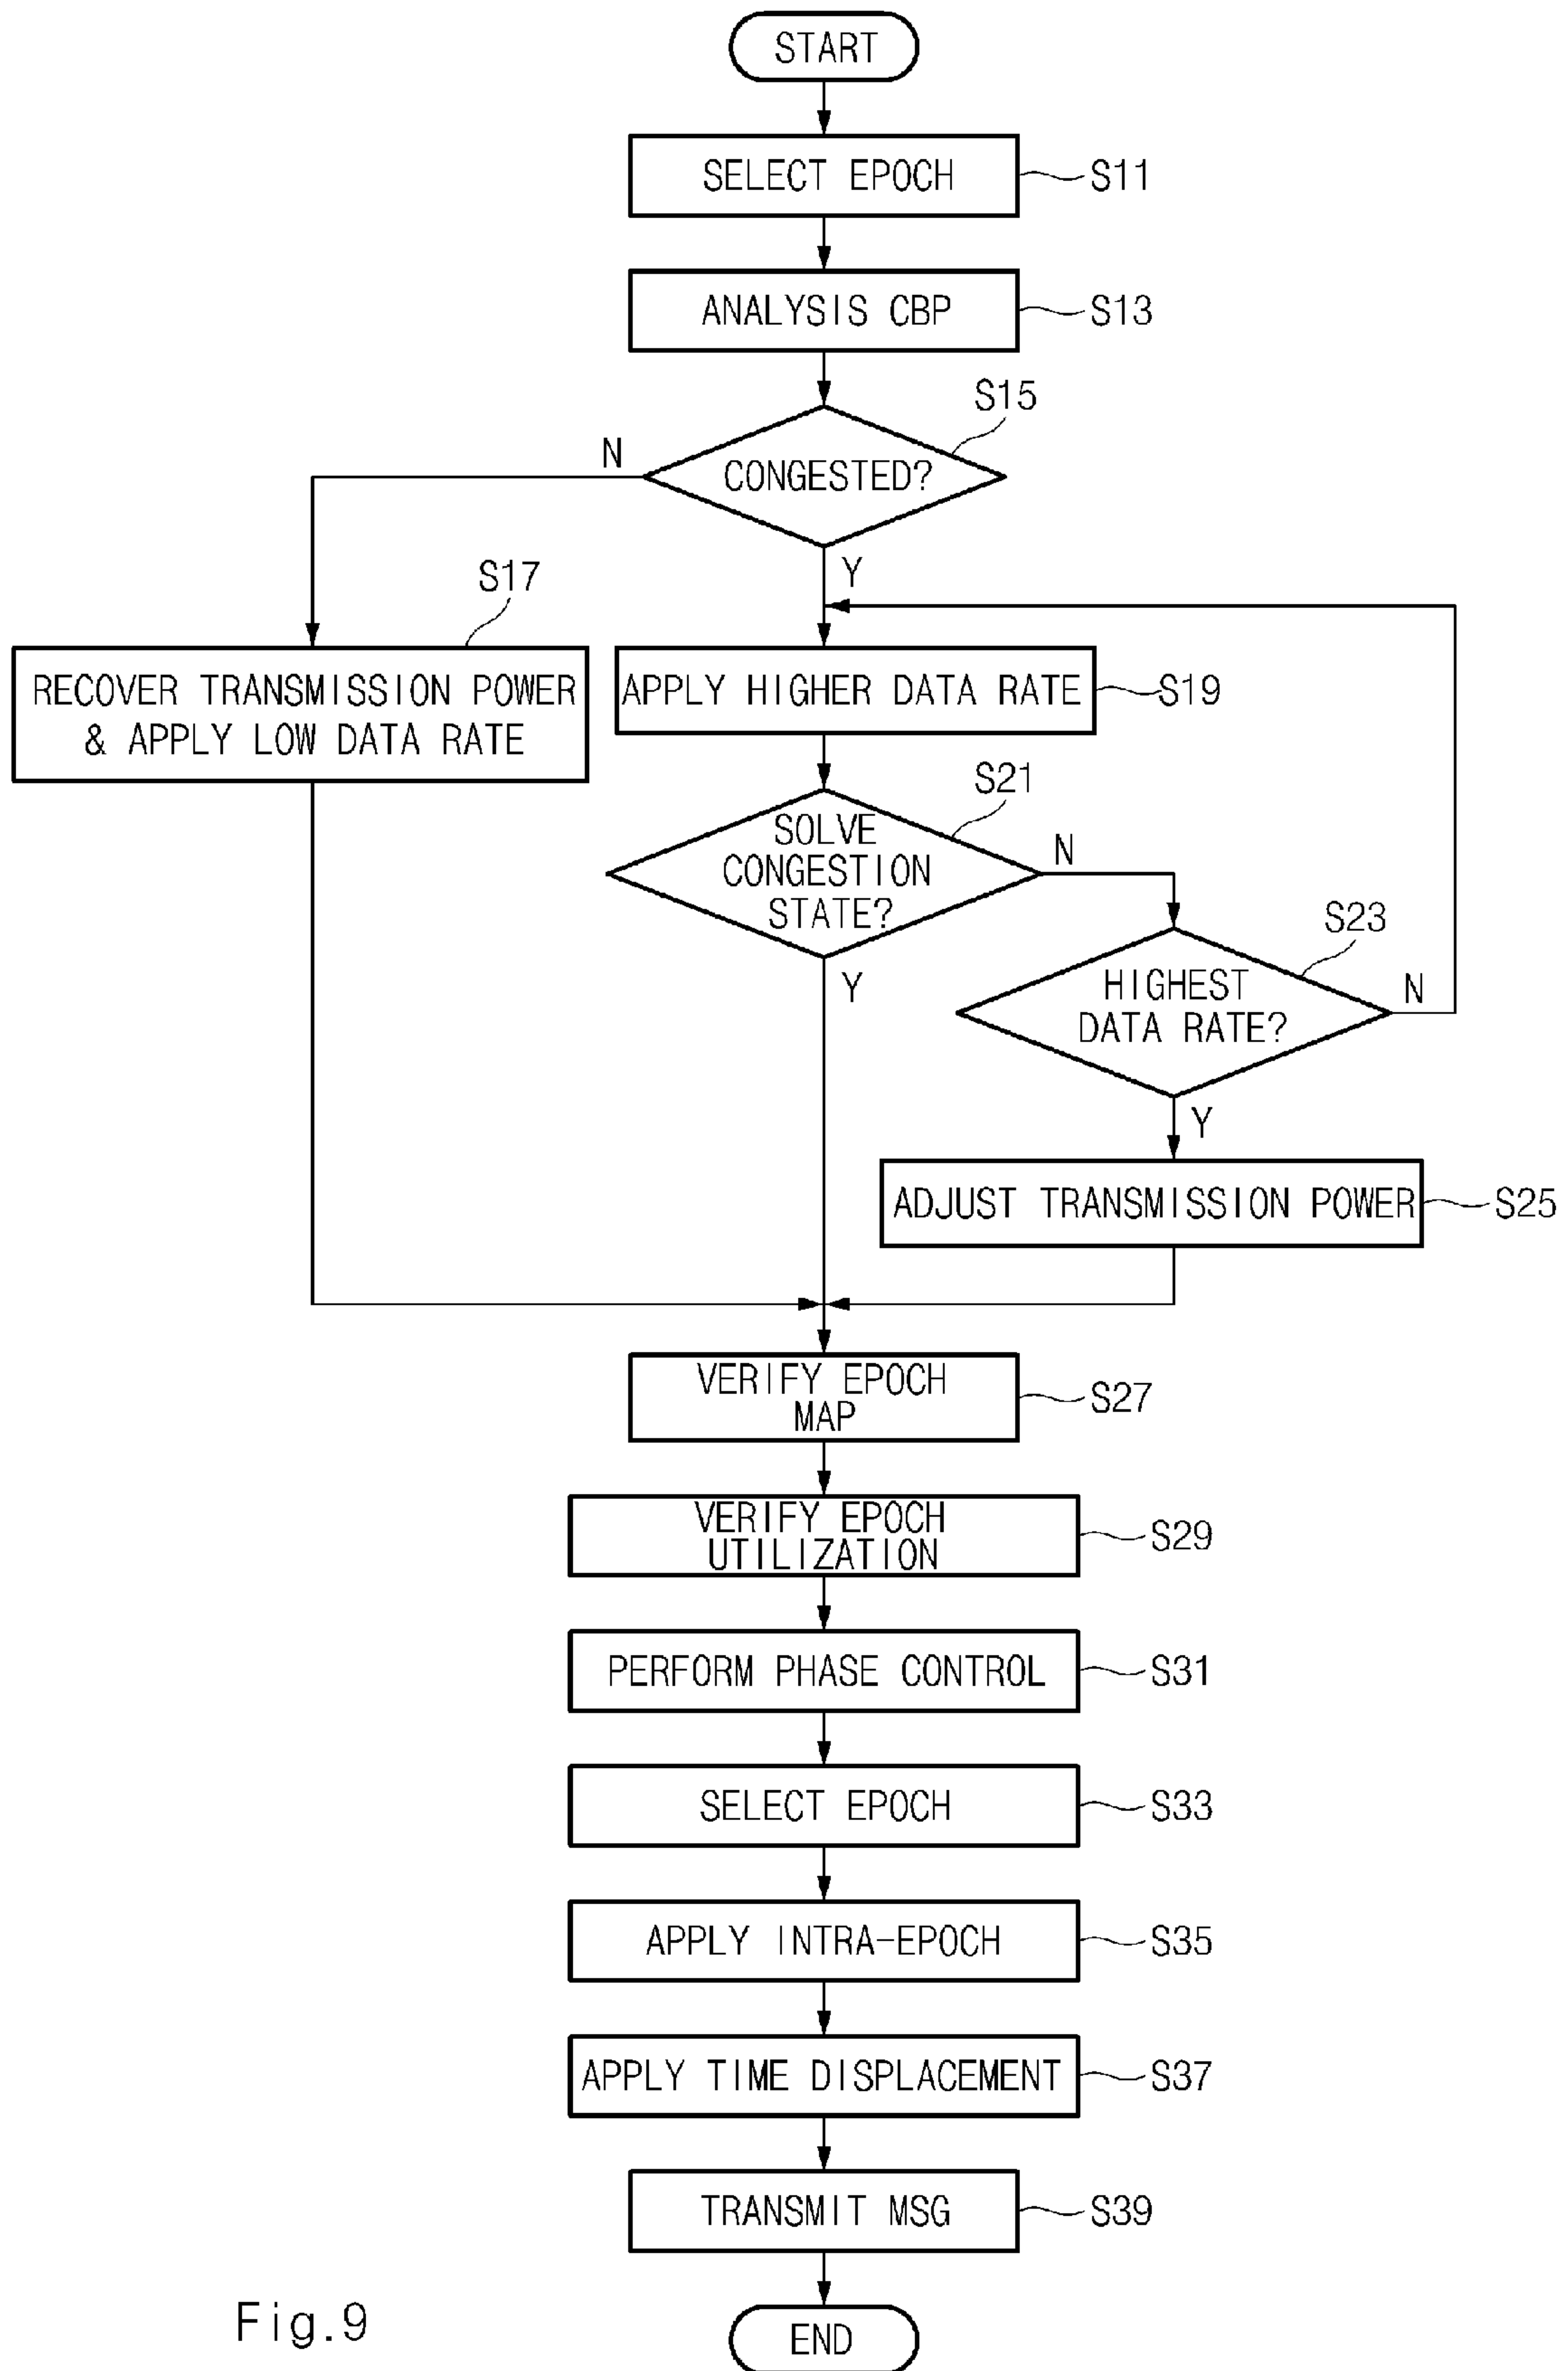 START
SELECT EPOCH
S11
ANALYSIS CBP
S13
S15
N
CONGESTED?
Y
S17
RECOVER TRANSMISSION POWER
& APPLY LOW DATA RATE
APPLY HIGHER DATA RATE
S19
S21
SOLVE
CONGESTION
STATE?
N
Y
S23
HIGHEST
DATA RATE?
N
Y
ADJUST TRANSMISSION POWER
S25
VERIFY EPOCH
MAP
S27
VERIFY EPOCH
UTILIZATION
S29
PERFORM PHASE CONTROL
S31
SELECT EPOCH
S33
APPLY INTRA-EPOCH
S35
APPLY TIME DISPLACEMENT
S37
TRANSMIT MSG
S39
END
Fig.9